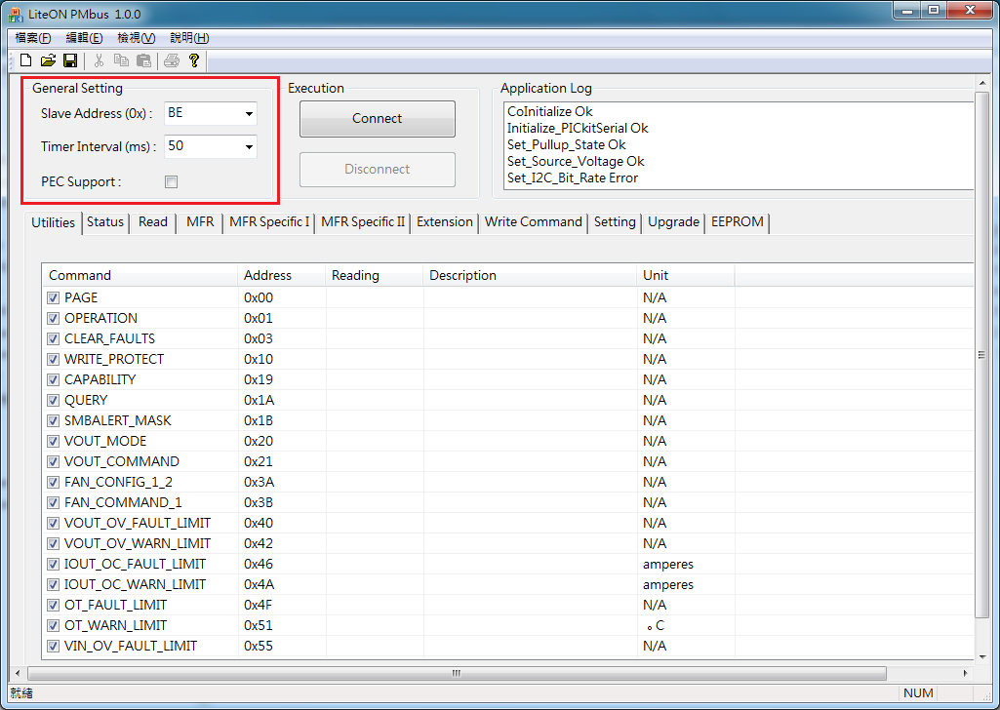 LiteON PMbus 1.0.0
檔案(F) 編輯(E) 檢視(V) 說明(H)
General Setting
Slave Address (0x) : BE
Timer Interval (ms) : 50
PEC Support :
Execution
Connect
Disconnect
Application Log
CoInitialize Ok
Initialize_PICkitSerial Ok
Set_Pullup_State Ok
Set_Source_Voltage Ok
Set_I2C_Bit_Rate Error
Utilities Status Read MFR MFR Specific I MFR Specific II Extension Write Command Setting Upgrade EEPROM
Command Address Reading Description Unit
PAGE 0x00 N/A
OPERATION 0x01 N/A
CLEAR_FAULTS 0x03 N/A
WRITE_PROTECT 0x10 N/A
CAPABILITY 0x19 N/A
QUERY 0x1A N/A
SMBALERT_MASK 0x1B N/A
VOUT_MODE 0x20 N/A
VOUT_COMMAND 0x21 N/A
FAN_CONFIG_1_2 0x3A N/A
FAN_COMMAND_1 0x3B N/A
VOUT_OV_FAULT_LIMIT 0x40 N/A
VOUT_OV_WARN_LIMIT 0x42 N/A
IOUT_OC_FAULT_LIMIT 0x46 amperes
IOUT_OC_WARN_LIMIT 0x4A amperes
OT_FAULT_LIMIT 0x4F N/A
OT_WARN_LIMIT 0x51 。C
VIN_OV_FAULT_LIMIT 0x55 N/A
就緒 NUM